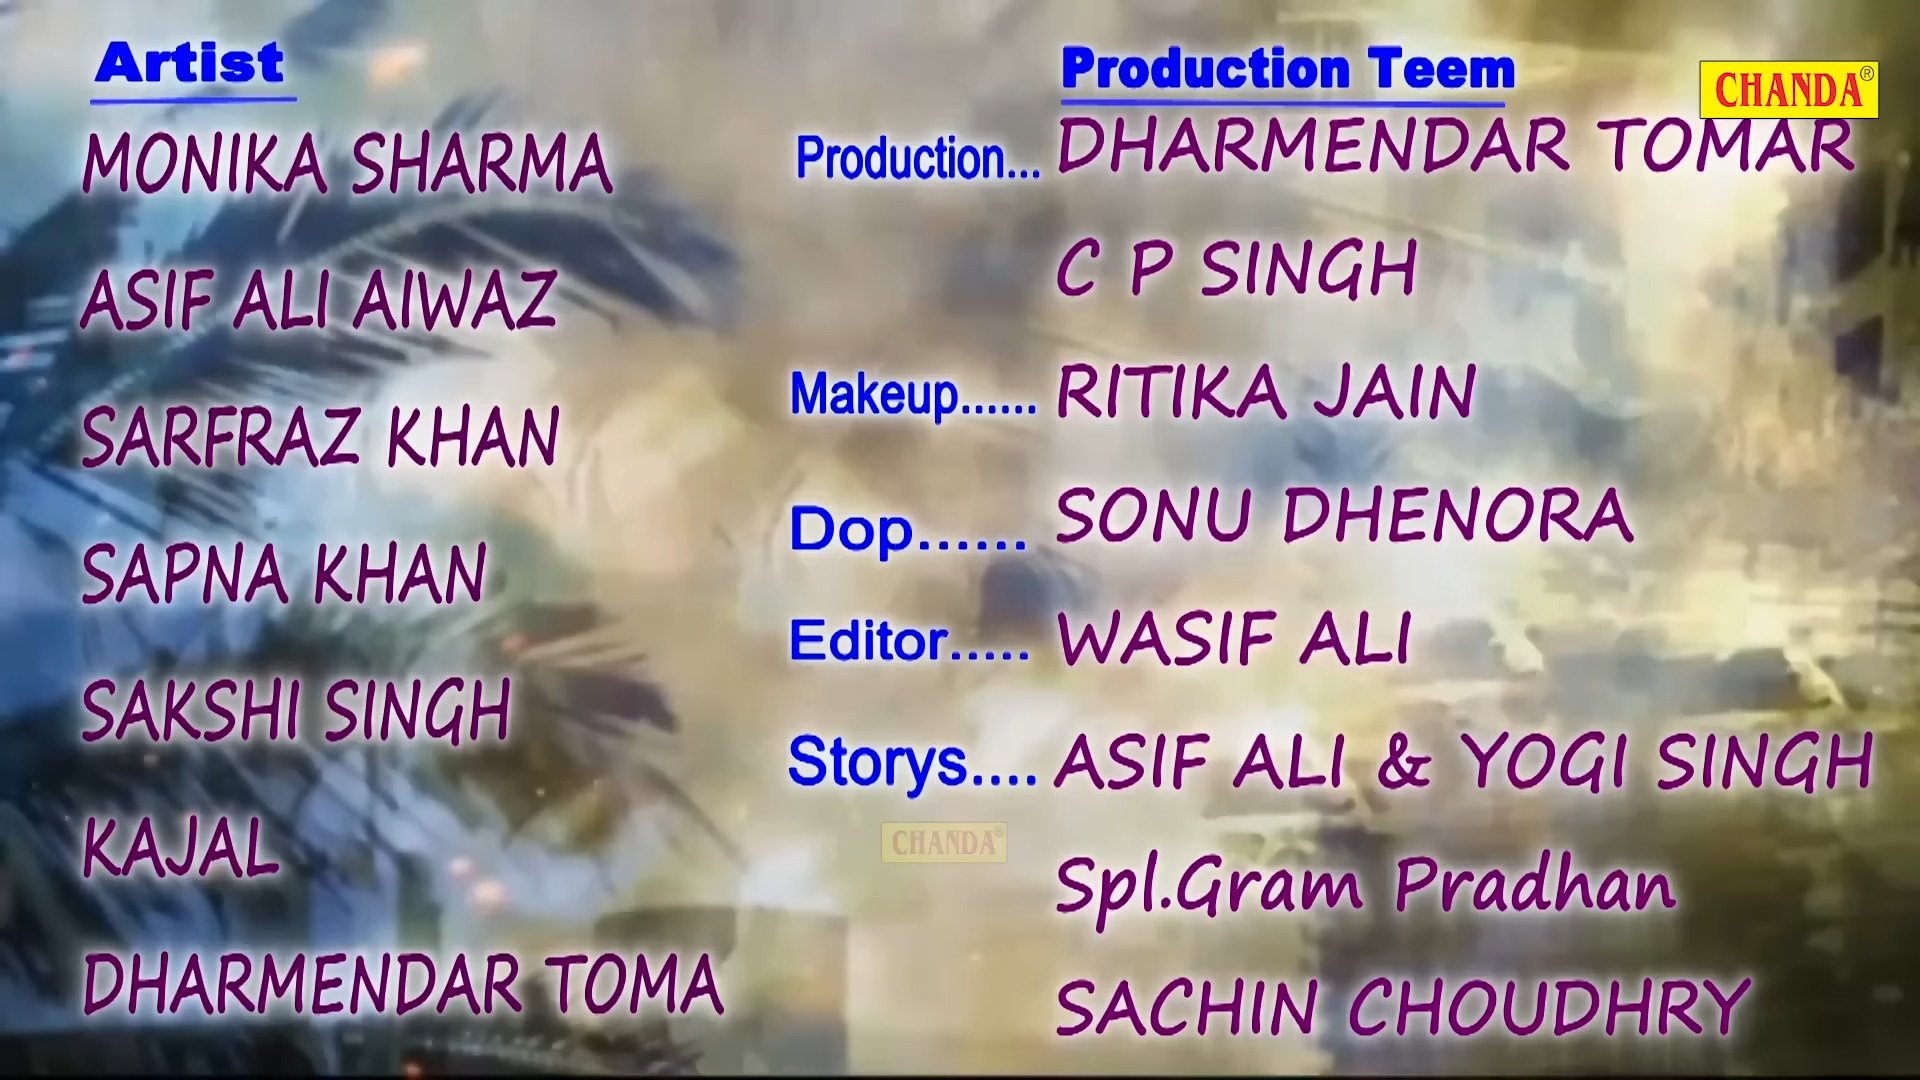 Artist
MONIKA SHARMA
ASIF ALI AIWAZ
SARFRAZ KHAN
SAPNA KHAN
SAKSHI SINGH
KAJAL
DHARMENDAR TOMA
Production Teem
CHANDA®
Production... DHARMENDAR TOMAR
C P SINGH
Makeup...... RITIKA JAIN
Dop...... SONU DHENORA
Editor..... WASIF ALI
Storys.... ASIF ALI & YOGI SINGH
CHANDA®
Spl.Gram Pradhan
SACHIN CHOUDHRY